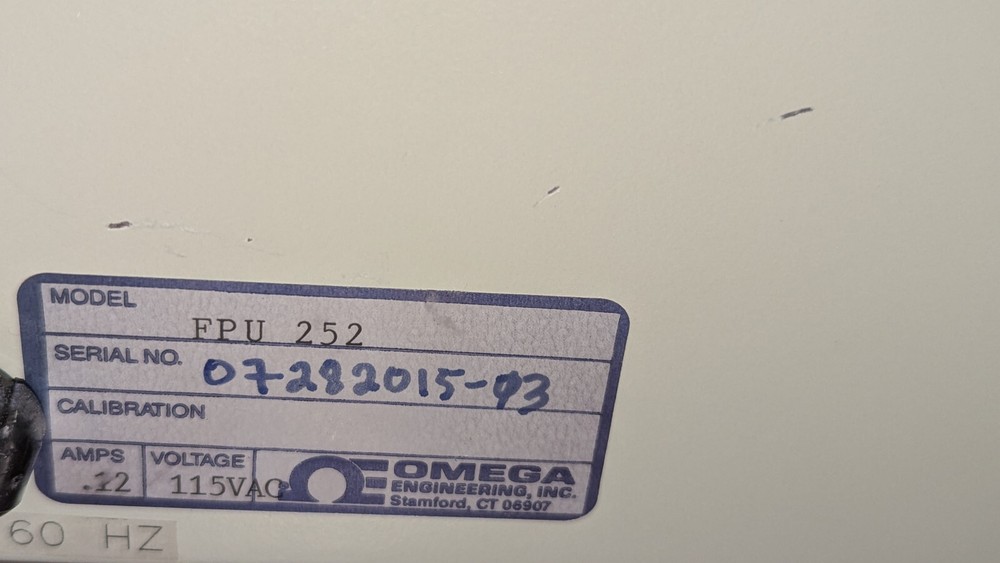 MODEL
FPU 252
SERIAL NO. 07282015-03
CALIBRATION
AMPS VOLTAGE
.12 115VAC
OMEGA
ENGINEERING, INC.
Stamford, CT 06907
60 HZ